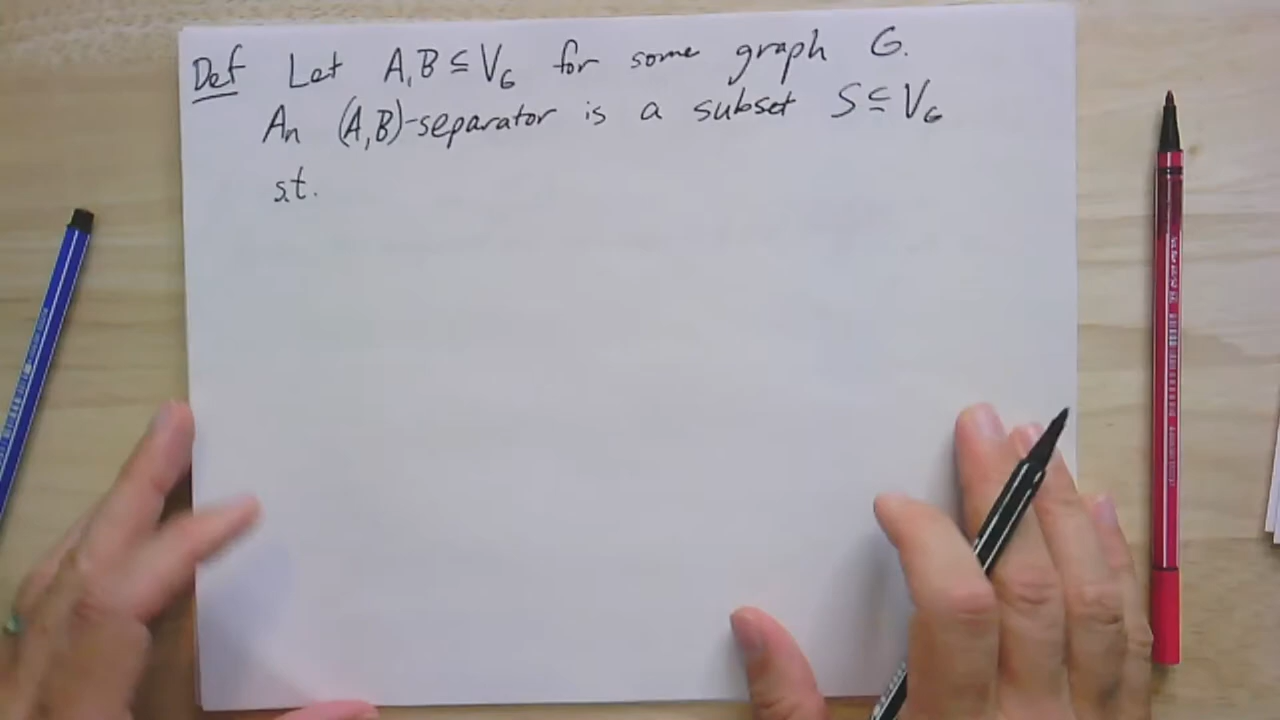 Def Let A,B ⊆ V_G for some graph G.
An (A,B)-separator is a subset S ⊆ V_G
s.t.